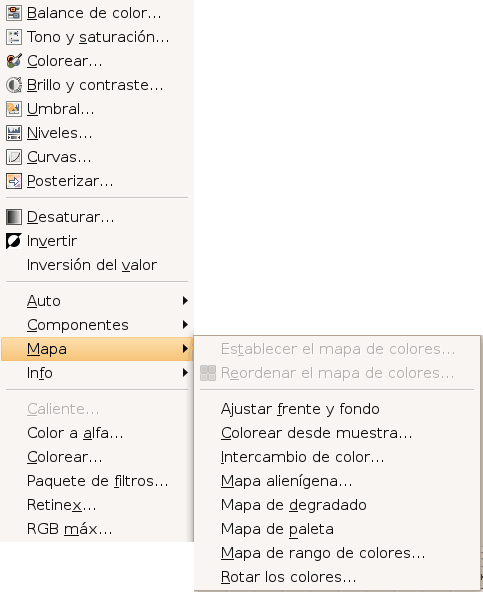 Balance de color...
Tono y saturación...
Colorear...
Brillo y contraste...
Umbral...
Niveles...
Curvas...
Posterizar...
Desaturar...
Invertir
Inversión del valor
Auto
Componentes
Mapa
Info
Caliente...
Color a alfa...
Colorear...
Paquete de filtros...
Retinex...
RGB máx...
Establecer el mapa de colores...
Reordenar el mapa de colores...
Ajustar frente y fondo
Colorear desde muestra...
Intercambio de color...
Mapa alienígena...
Mapa de degradado
Mapa de paleta
Mapa de rango de colores...
Rotar los colores...